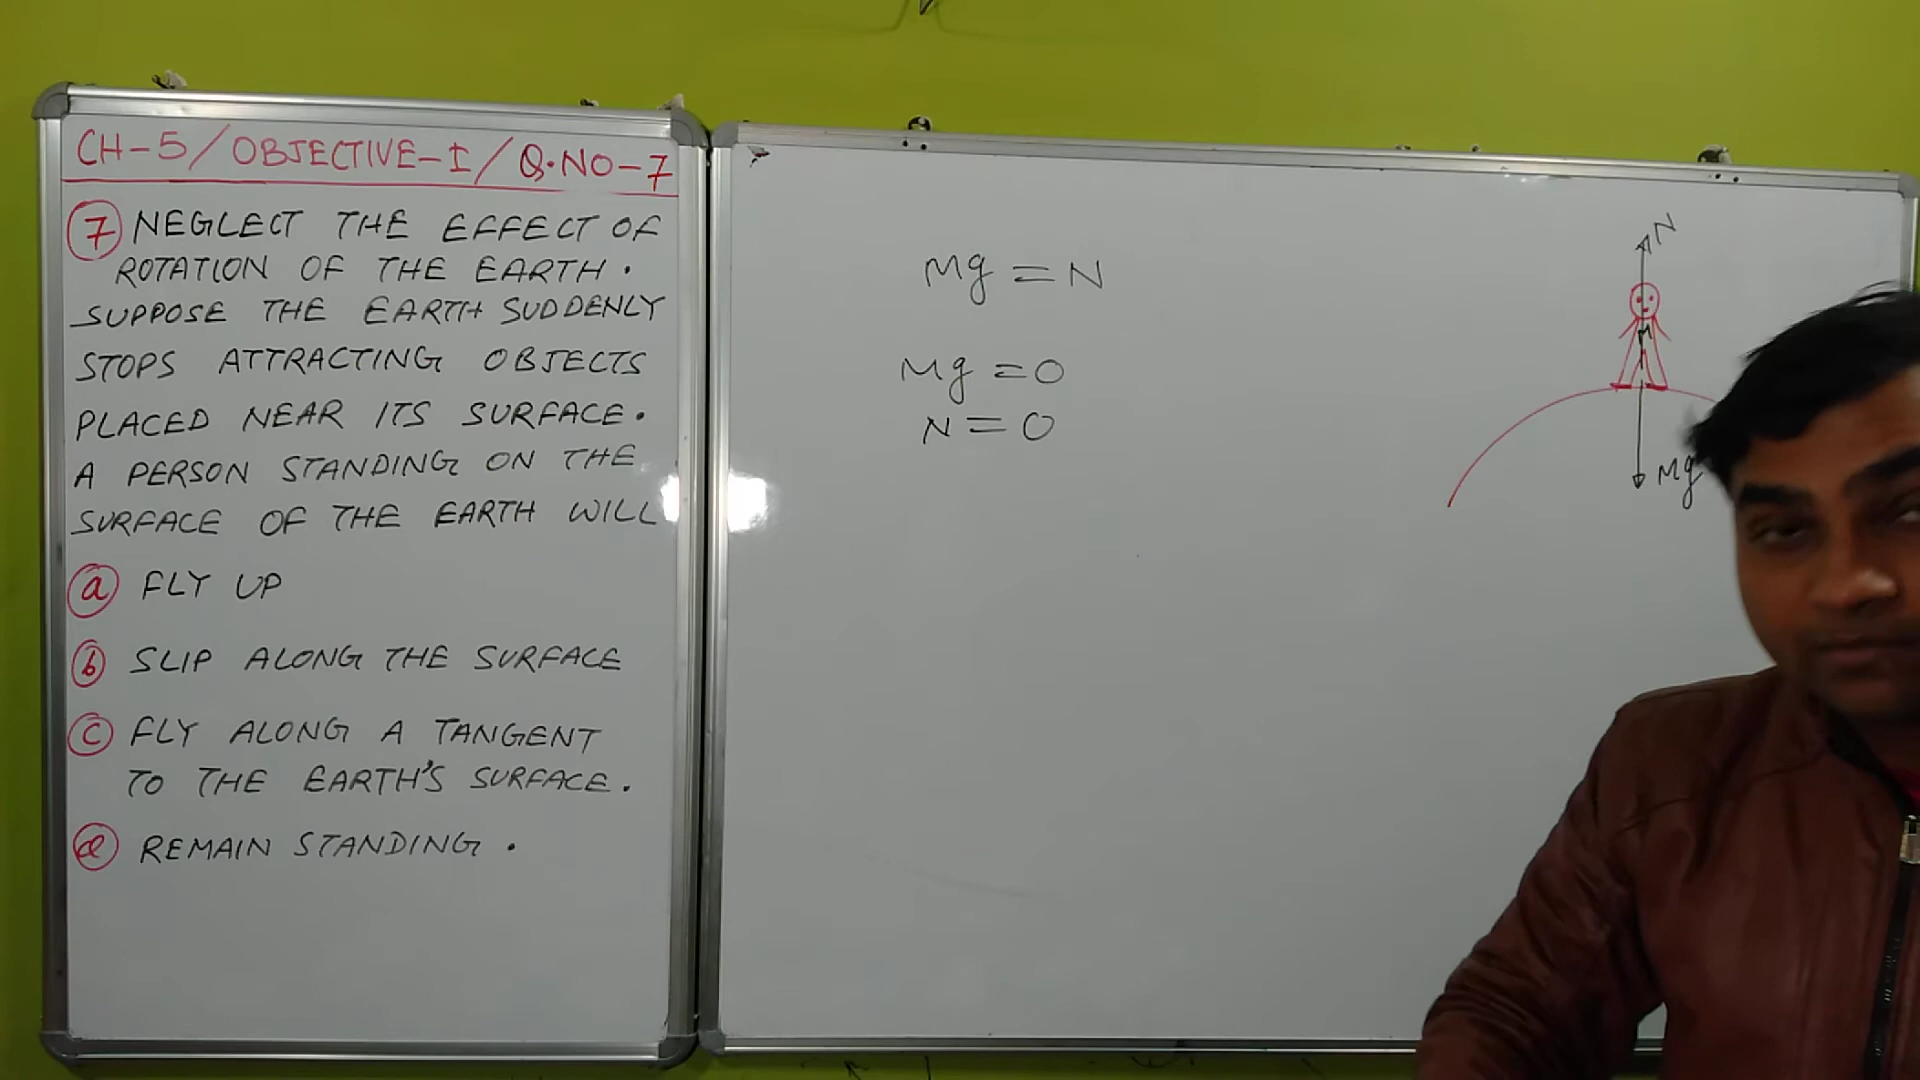 CH-5/OBJECTIVE-I/Q.NO-7
7 NEGLECT THE EFFECT OF
ROTATION OF THE EARTH.
SUPPOSE THE EARTH SUDDENLY
STOPS ATTRACTING OBJECTS
PLACED NEAR ITS SURFACE.
A PERSON STANDING ON THE
SURFACE OF THE EARTH WILL
a FLY UP
b SLIP ALONG THE SURFACE
c FLY ALONG A TANGENT
TO THE EARTH'S SURFACE.
d REMAIN STANDING.
Mg = N
Mg = 0
N = 0
N
Mg